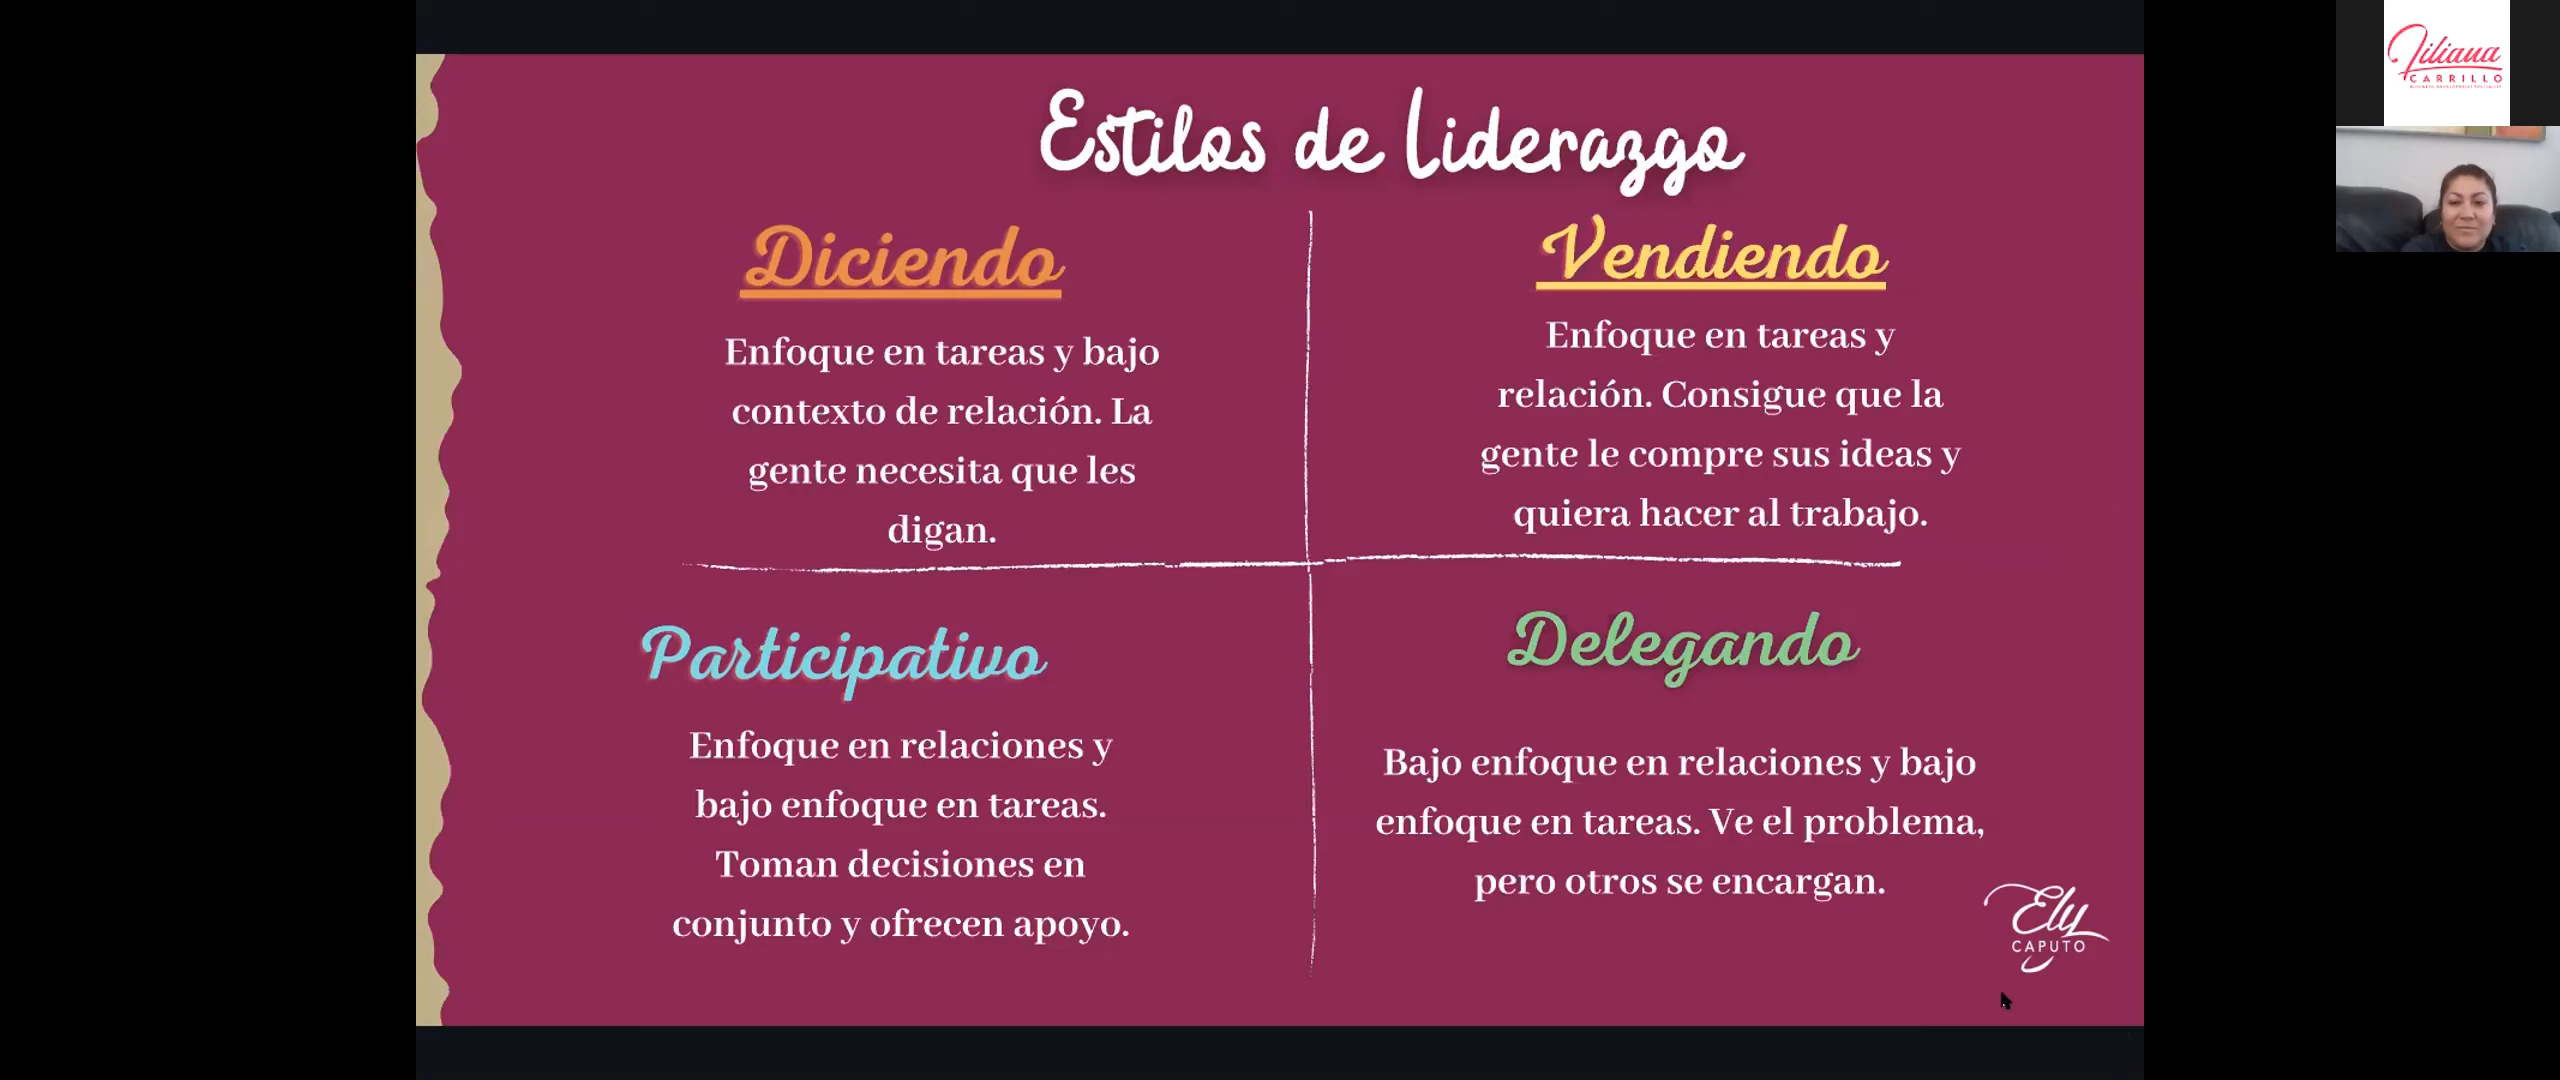 Estilos de Liderazgo
Diciendo
Enfoque en tareas y bajo
contexto de relación. La
gente necesita que les
digan.
Vendiendo
Enfoque en tareas y
relación. Consigue que la
gente le compre sus ideas y
quiera hacer al trabajo.
Participativo
Enfoque en relaciones y
bajo enfoque en tareas.
Toman decisiones en
conjunto y ofrecen apoyo.
Delegando
Bajo enfoque en relaciones y bajo
enfoque en tareas. Ve el problema,
pero otros se encargan.
Ely
CAPUTO
Liliana
CARRILLO